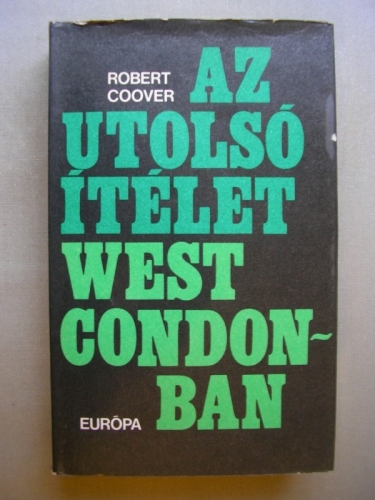 ROBERT
COOVER
AZ
UTOLSÓ
ÍTÉLET
WEST
CONDON~
BAN
EURÓPA